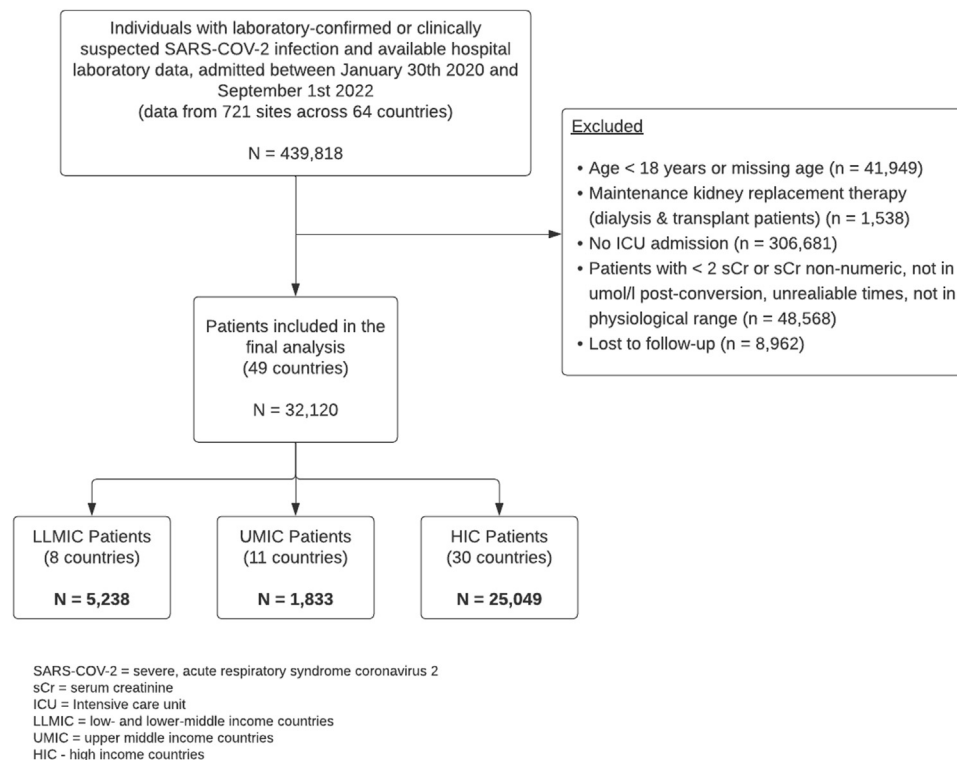 Individuals with laboratory-confirmed or clinically
suspected SARS-COV-2 infection and available hospital
laboratory data, admitted between January 30th 2020 and
September 1st 2022
(data from 721 sites across 64 countries)
N = 439,818
Excluded
• Age < 18 years or missing age (n = 41,949)
• Maintenance kidney replacement therapy
(dialysis & transplant patients) (n = 1,538)
• No ICU admission (n = 306,681)
• Patients with < 2 sCr or sCr non-numeric, not in
umol/l post-conversion, unrealiable times, not in
physiological range (n = 48,568)
• Lost to follow-up (n = 8,962)
Patients included in the
final analysis
(49 countries)
N = 32,120
LLMIC Patients
(8 countries)
N = 5,238
UMIC Patients
(11 countries)
N = 1,833
HIC Patients
(30 countries)
N = 25,049
SARS-COV-2 = severe, acute respiratory syndrome coronavirus 2
sCr = serum creatinine
ICU = Intensive care unit
LLMIC = low- and lower-middle income countries
UMIC = upper middle income countries
HIC - high income countries